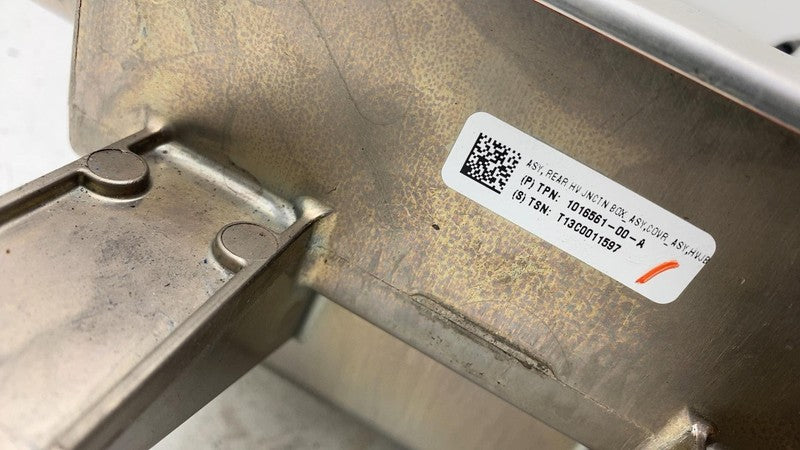 ASY, REAR HV JNCTN BOX_ASY,COVR_ASY,HVJB
(P) TPN: 1016561-00-A
(S) TSN: T13C0011597